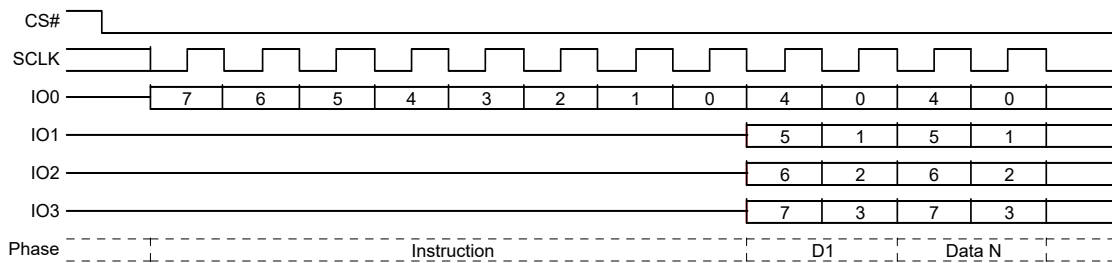 CS#
SCLK
IO0 7 6 5 4 3 2 1 0 4 0 4 0
IO1 5 1 5 1
IO2 6 2 6 2
IO3 7 3 7 3
Phase Instruction D1 Data N